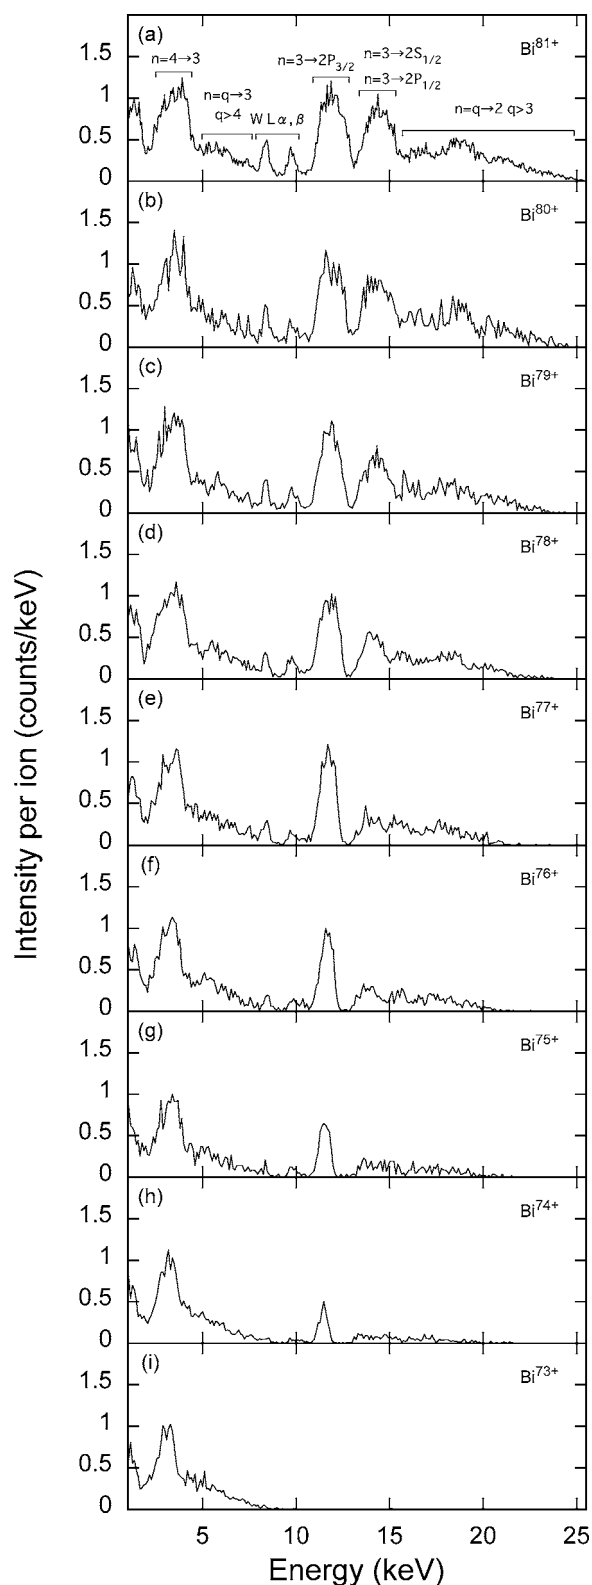 (a)
Bi81+
n=4→3
n=q→3
q>4
W L α, β
n=3→2P3/2
n=3→2S1/2
n=3→2P1/2
n=q→2 q>3
1.5
1
0.5
0
(b)
Bi80+
1.5
1
0.5
0
(c)
Bi79+
1.5
1
0.5
0
(d)
Bi78+
1.5
1
0.5
0
(e)
Bi77+
1.5
1
0.5
0
(f)
Bi76+
1.5
1
0.5
0
(g)
Bi75+
1.5
1
0.5
0
(h)
Bi74+
1.5
1
0.5
0
(i)
Bi73+
1.5
1
0.5
0
5 10 15 20 25
Energy (keV)
Intensity per ion (counts/keV)